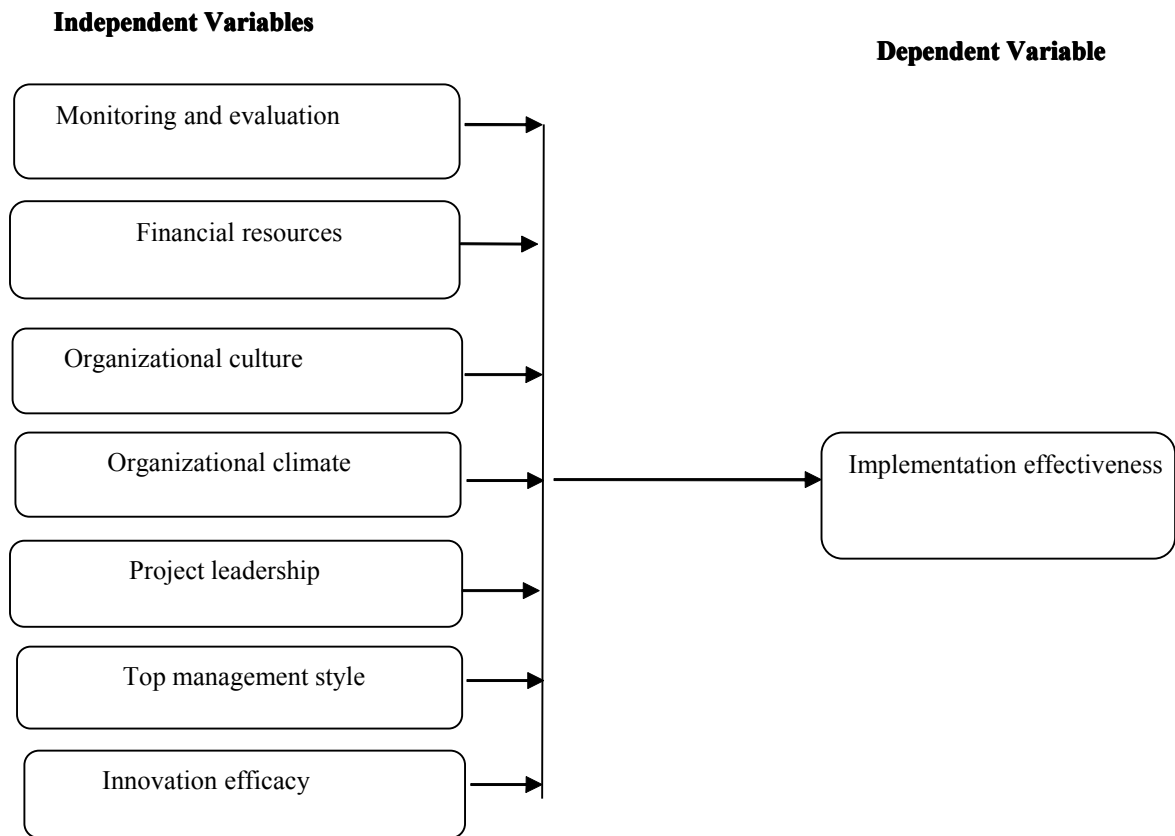 Independent Variables
Dependent Variable
Monitoring and evaluation
Financial resources
Organizational culture
Organizational climate
Implementation effectiveness
Project leadership
Top management style
Innovation efficacy